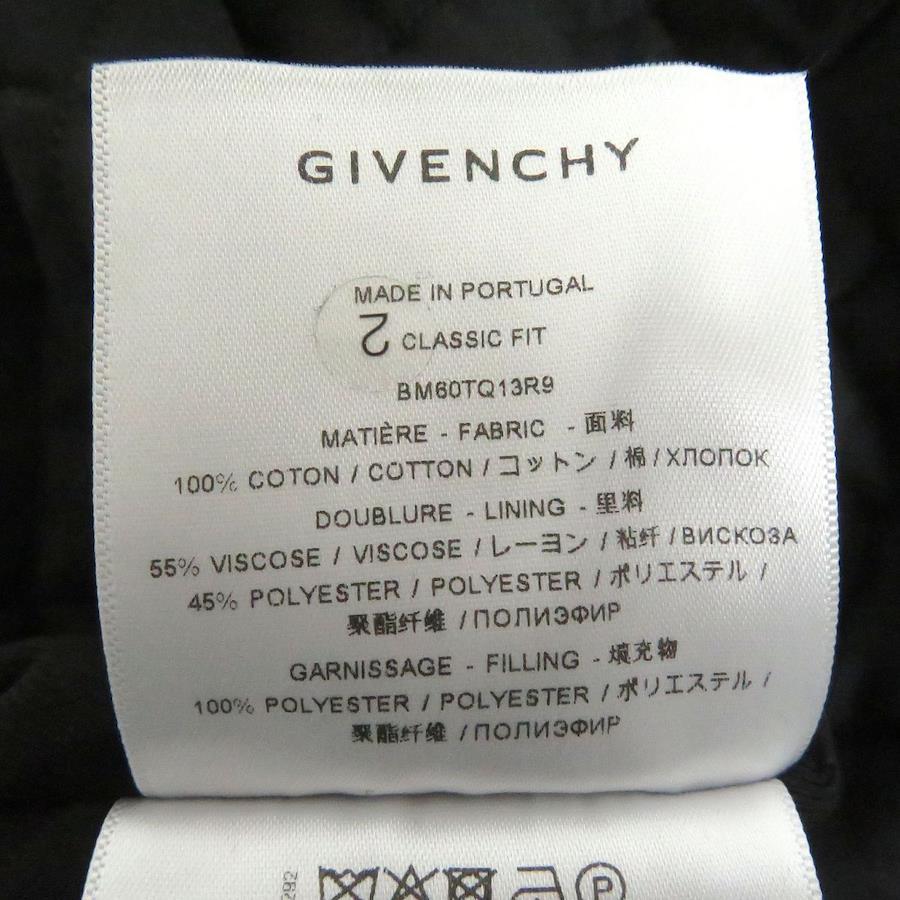 GIVENCHY
MADE IN PORTUGAL
2 CLASSIC FIT
BM60TQ13R9
MATIÈRE - FABRIC - 面料
100% COTON / COTTON / コットン / 棉 / ХЛОПОК
DOUBLURE - LINING - 里料
55% VISCOSE / VISCOSE / レーヨン / 粘纤 / ВИСКОЗА
45% POLYESTER / POLYESTER / ポリエステル /
聚酯纤维 / ПОЛИЭФИР
GARNISSAGE - FILLING - 填充物
100% POLYESTER / POLYESTER / ポリエステル /
聚酯纤维 / ПОЛИЭФИР
292
P